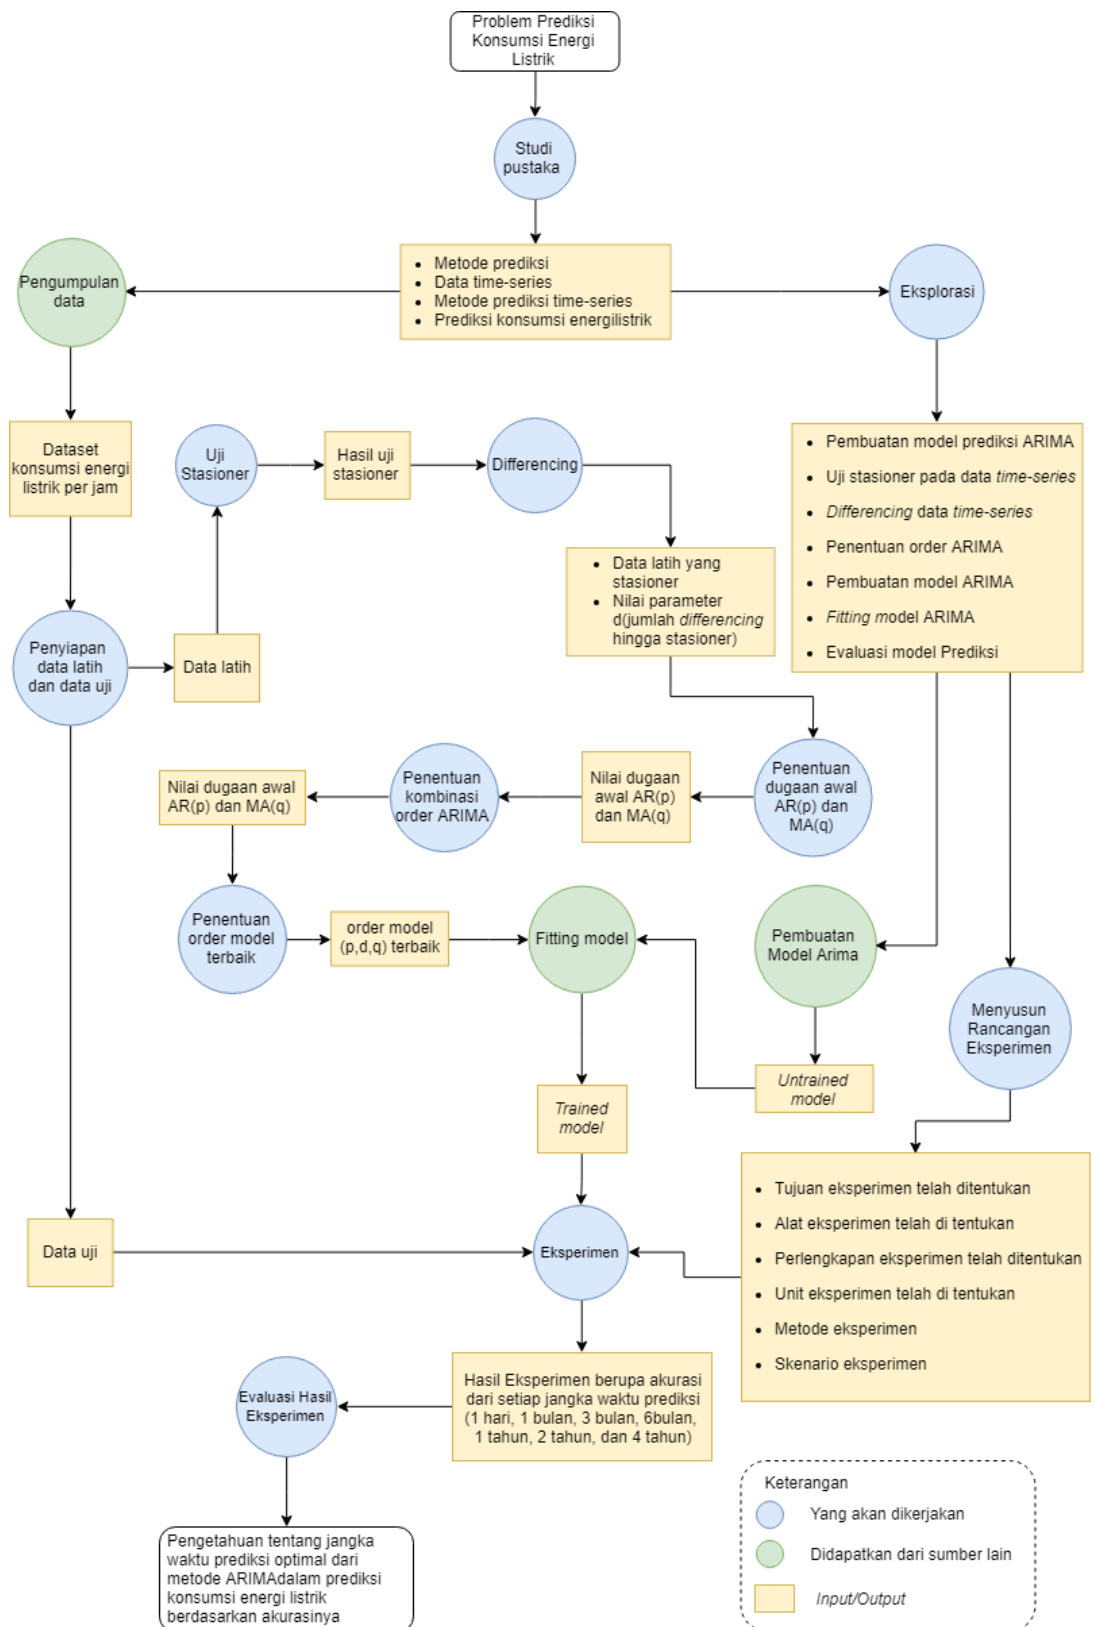 Problem Prediksi
Konsumsi Energi
Listrik
Studi
pustaka
Pengumpulan
data
Metode prediksi
Data time-series
Metode prediksi time-series
Prediksi konsumsi energilistrik
Eksplorasi
Dataset
konsumsi energi
listrik per jam
Uji
Stasioner
Hasil uji
stasioner
Differencing
Pembuatan model prediksi ARIMA
Uji stasioner pada data time-series
Differencing data time-series
Penentuan order ARIMA
Pembuatan model ARIMA
Fitting model ARIMA
Evaluasi model Prediksi
Data latih yang
stasioner
Nilai parameter
d(jumlah differencing
hingga stasioner)
Penyiapan
data latih
dan data uji
Data latih
Nilai dugaan awal
AR(p) dan MA(q)
Penentuan
kombinasi
order ARIMA
Nilai dugaan
awal AR(p)
dan MA(q)
Penentuan
dugaan awal
AR(p) dan
MA(q)
Penentuan
order model
terbaik
order model
(p,d,q) terbaik
Fitting model
Pembuatan
Model Arima
Menyusun
Rancangan
Eksperimen
Untrained
model
Trained
model
Tujuan eksperimen telah ditentukan
Alat eksperimen telah di tentukan
Perlengkapan eksperimen telah ditentukan
Unit eksperimen telah di tentukan
Metode eksperimen
Skenario eksperimen
Data uji
Eksperimen
Evaluasi Hasil
Eksperimen
Hasil Eksperimen berupa akurasi
dari setiap jangka waktu prediksi
(1 hari, 1 bulan, 3 bulan, 6bulan,
1 tahun, 2 tahun, dan 4 tahun)
Pengetahuan tentang jangka
waktu prediksi optimal dari
metode ARIMAdalam prediksi
konsumsi energi listrik
berdasarkan akurasinya
Keterangan
Yang akan dikerjakan
Didapatkan dari sumber lain
Input/Output